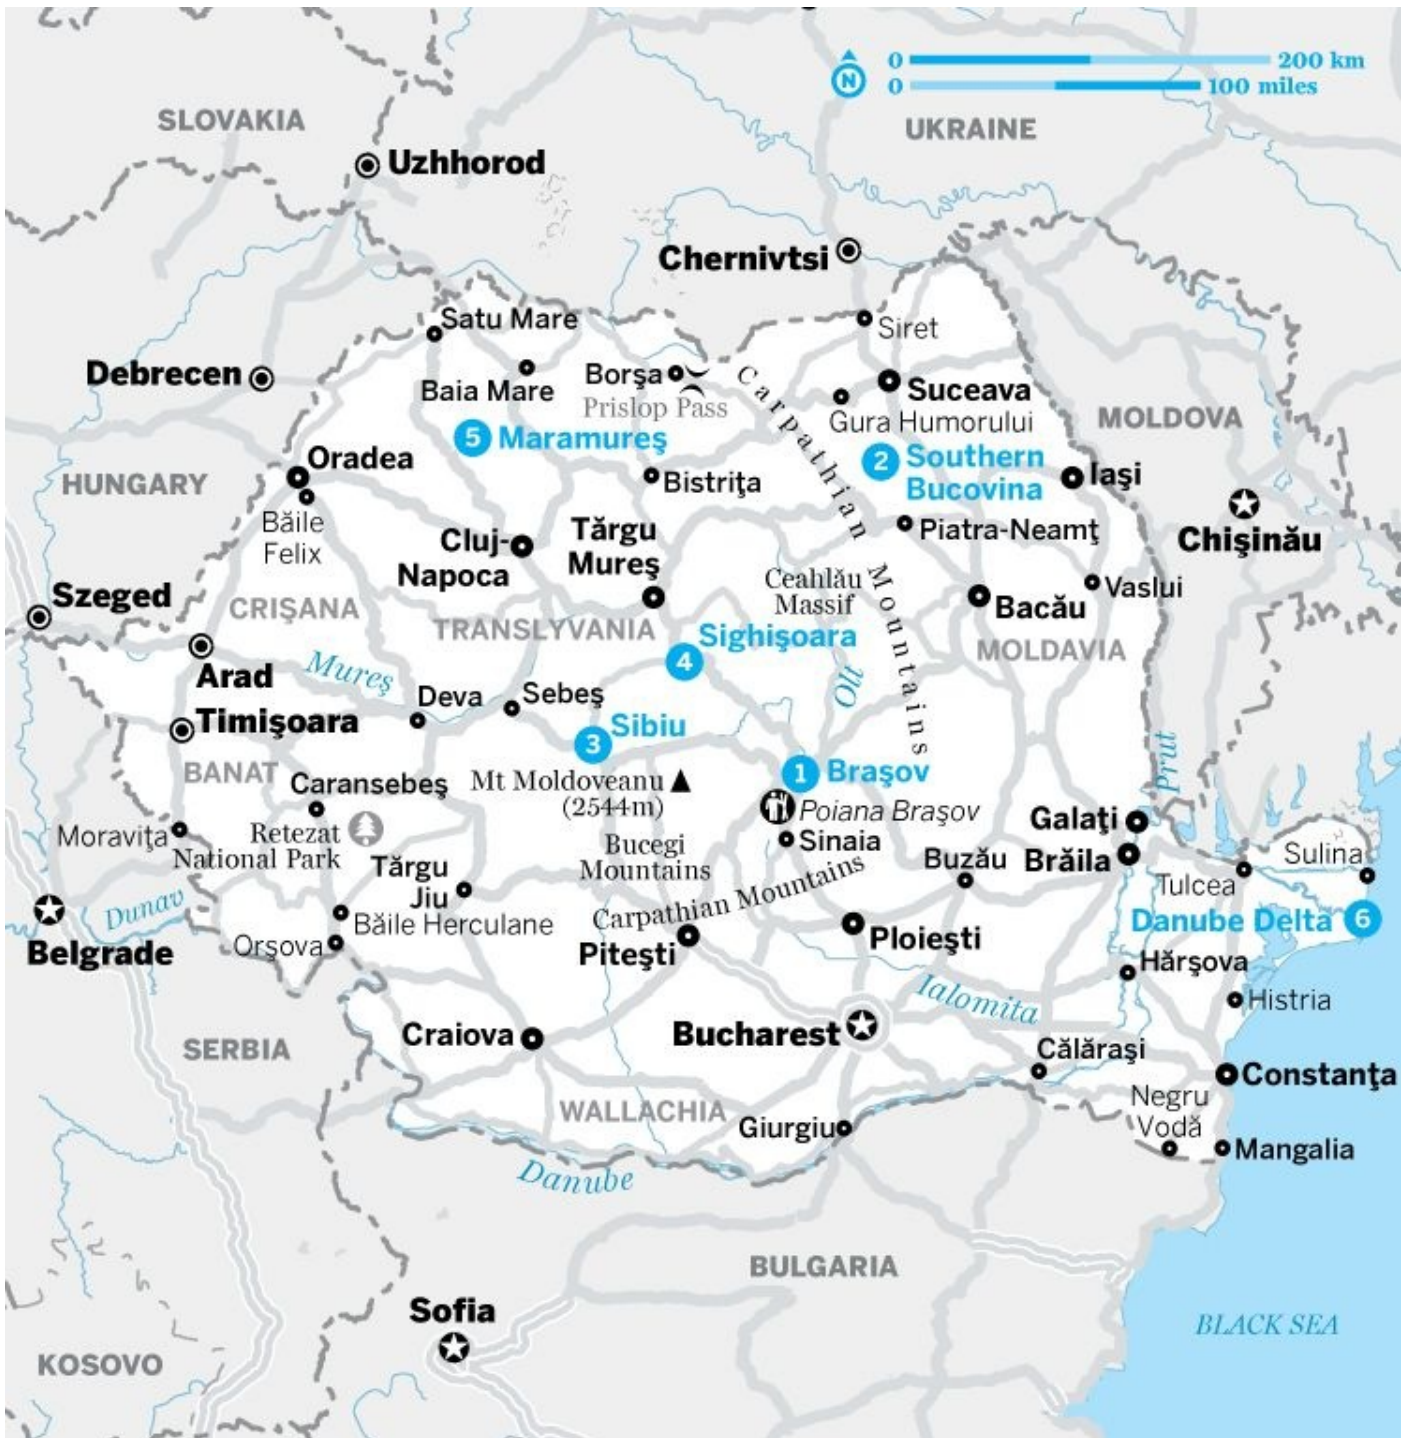 0 200 km
N
0 100 miles
SLOVAKIA
UKRAINE
Uzhhorod
Chernivtsi
Satu Mare
Siret
Debrecen
Borşa
Baia Mare
Prislop Pass
Suceava
Gura Humorului
Carpathian Mountains
MOLDOVA
5 Maramureş
2 Southern
Bucovina
Oradea
HUNGARY
Bistriţa
Iaşi
Băile
Felix
Cluj-
Napoca
Tărgu
Mureş
Piatra-Neamţ
Chişinău
Szeged
CRIŞANA
Ceahlău
Massif
Vaslui
Bacău
TRANSLYVANIA
Sighişoara
4
MOLDAVIA
Arad
Mureş
Deva
Sebeş
Olt
Timişoara
Sibiu
3
BANAT
Caransebeş
Mt Moldoveanu
(2544m)
1 Braşov
Prut
Poiana Braşov
Moraviţa
Retezat
National Park
Bucegi
Mountains
Sinaia
Galaţi
Brăila
Buzău
Sulina
Tulcea
Tărgu
Jiu
Carpathian Mountains
Dunav
Băile Herculane
Danube Delta 6
Belgrade
Orşova
Piteşti
Ploieşti
Hărşova
Ialomita
Histria
Craiova
Bucharest
SERBIA
Călăraşi
Constanţa
WALLACHIA
Giurgiu
Negru
Vodă
Mangalia
Danube
BULGARIA
Sofia
BLACK SEA
KOSOVO